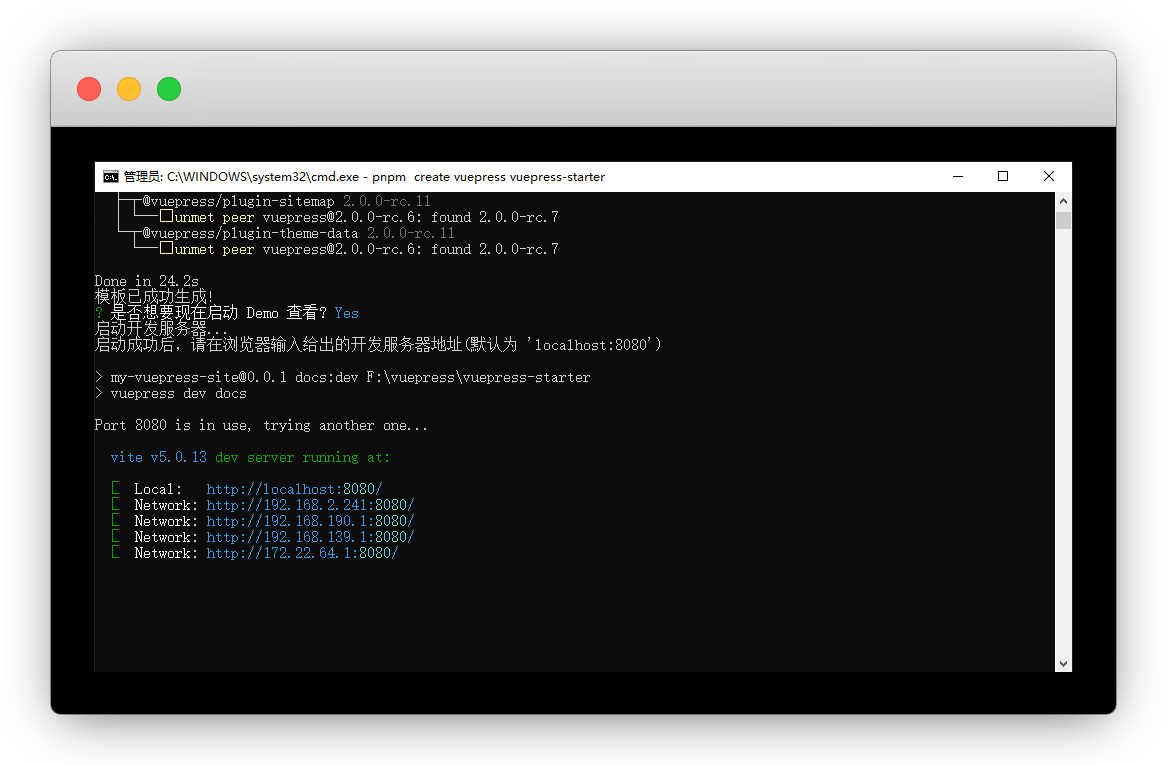 管理员: C:\WINDOWS\system32\cmd.exe - pnpm  create vuepress vuepress-starter
├─┬─@vuepress/plugin-sitemap 2.0.0-rc.11
│ └──□unmet peer vuepress@2.0.0-rc.6: found 2.0.0-rc.7
└─┬─@vuepress/plugin-theme-data 2.0.0-rc.11
└──□unmet peer vuepress@2.0.0-rc.6: found 2.0.0-rc.7
Done in 24.2s
模板已成功生成!
? 是否想要现在启动 Demo 查看? Yes
启动开发服务器...
启动成功后，请在浏览器输入给出的开发服务器地址(默认为 'localhost:8080')
> my-vuepress-site@0.0.1 docs:dev F:\vuepress\vuepress-starter
> vuepress dev docs
Port 8080 is in use, trying another one...
vite v5.0.13 dev server running at:
[ Local:   http://localhost:8080/
[ Network: http://192.168.2.241:8080/
[ Network: http://192.168.190.1:8080/
[ Network: http://192.168.139.1:8080/
[ Network: http://172.22.64.1:8080/